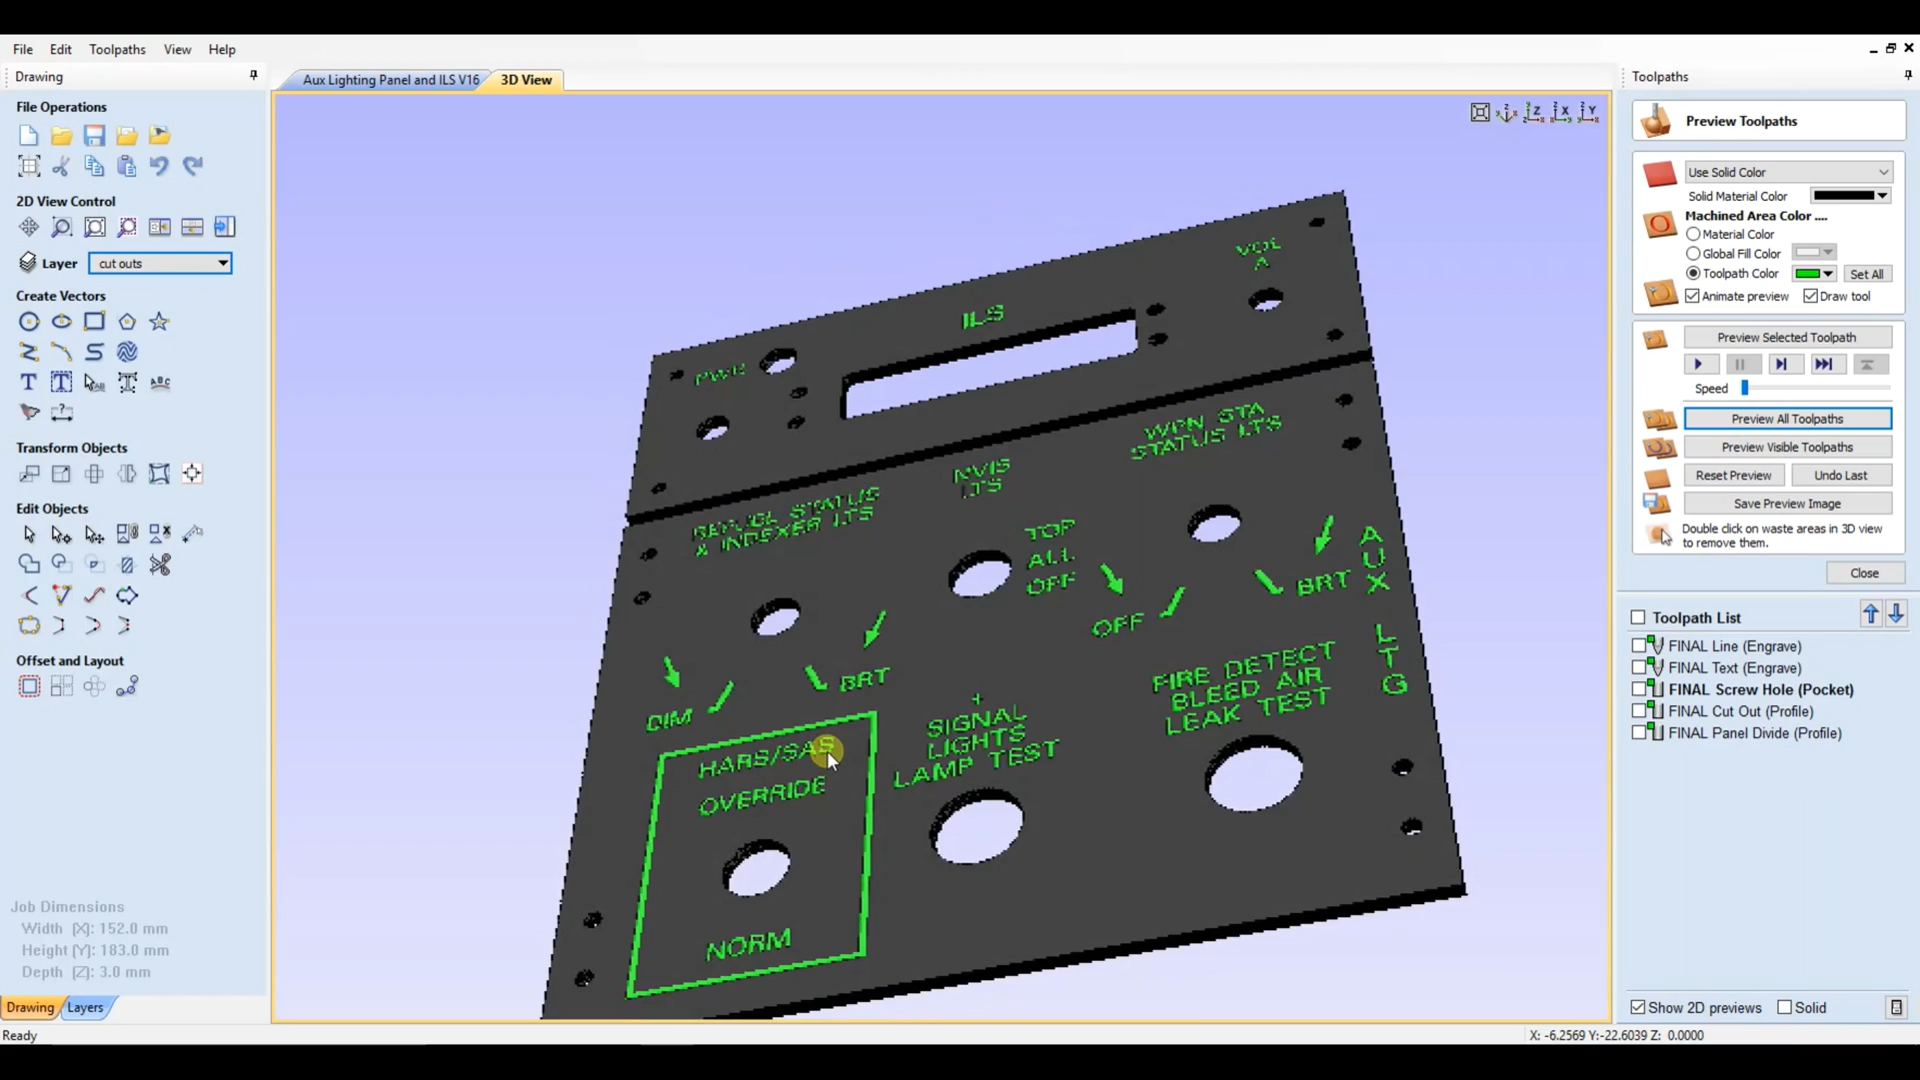 File Edit Toolpaths View Help
Drawing
File Operations
2D View Control
Layer cut outs
Create Vectors
Transform Objects
Edit Objects
Offset and Layout
Job Dimensions
Width (X): 152.0 mm
Height (Y): 183.0 mm
Depth (Z): 3.0 mm
Drawing Layers
Ready
Aux Lighting Panel and ILS V16 3D View
VOL
A
ILS
PWR
WPN STA
STATUS LTS
NVIS
LTS
REFUEL STATUS
& INDEXER LTS
TOP
ALL
OFF
AUX
LTG
BRT
OFF
BRT
DIM
FIRE DETECT
BLEED AIR
LEAK TEST
+
SIGNAL
LIGHTS
LAMP TEST
HARS/SAS
OVERRIDE
NORM
Toolpaths
Preview Toolpaths
Use Solid Color
Solid Material Color
Machined Area Color ....
Material Color
Global Fill Color
Toolpath Color Set All
Animate preview Draw tool
Preview Selected Toolpath
Speed
Preview All Toolpaths
Preview Visible Toolpaths
Reset Preview Undo Last
Save Preview Image
Double click on waste areas in 3D view
to remove them.
Close
Toolpath List
FINAL Line (Engrave)
FINAL Text (Engrave)
FINAL Screw Hole (Pocket)
FINAL Cut Out (Profile)
FINAL Panel Divide (Profile)
Show 2D previews Solid
X: -6.2569 Y:-22.6039 Z: 0.0000